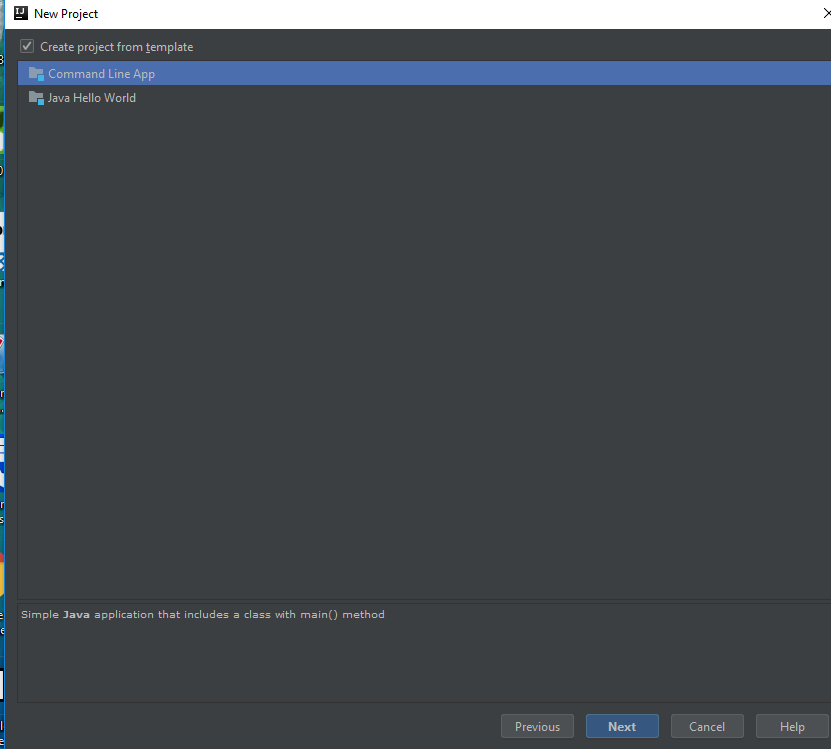 IJ New Project
Create project from template
Command Line App
Java Hello World
Simple Java application that includes a class with main() method
Previous Next Cancel Help